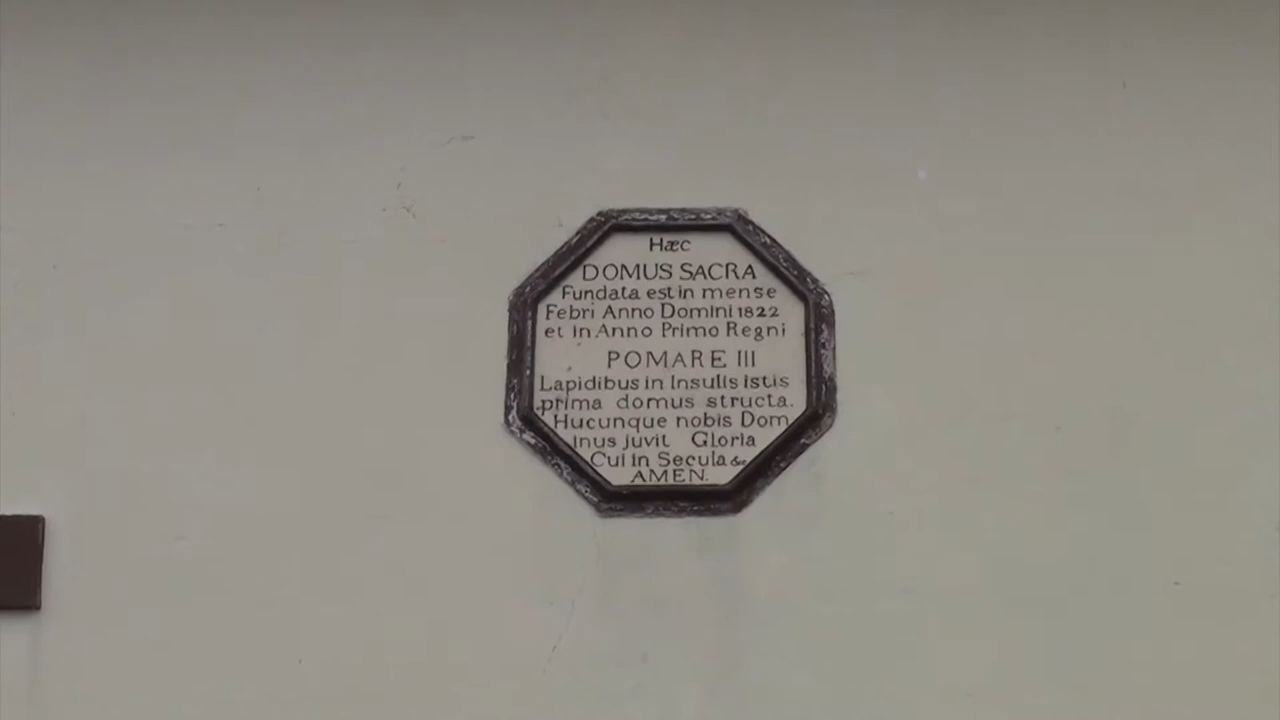 Hæc
DOMUS SACRA
Fundata est in mense
Febri Anno Domini 1822
et in Anno Primo Regni
POMARE III
Lapidibus in Insulis istis
prima domus structa.
Hucunque nobis Dom
inus juvit Gloria
Cui in Secula &c
AMEN.